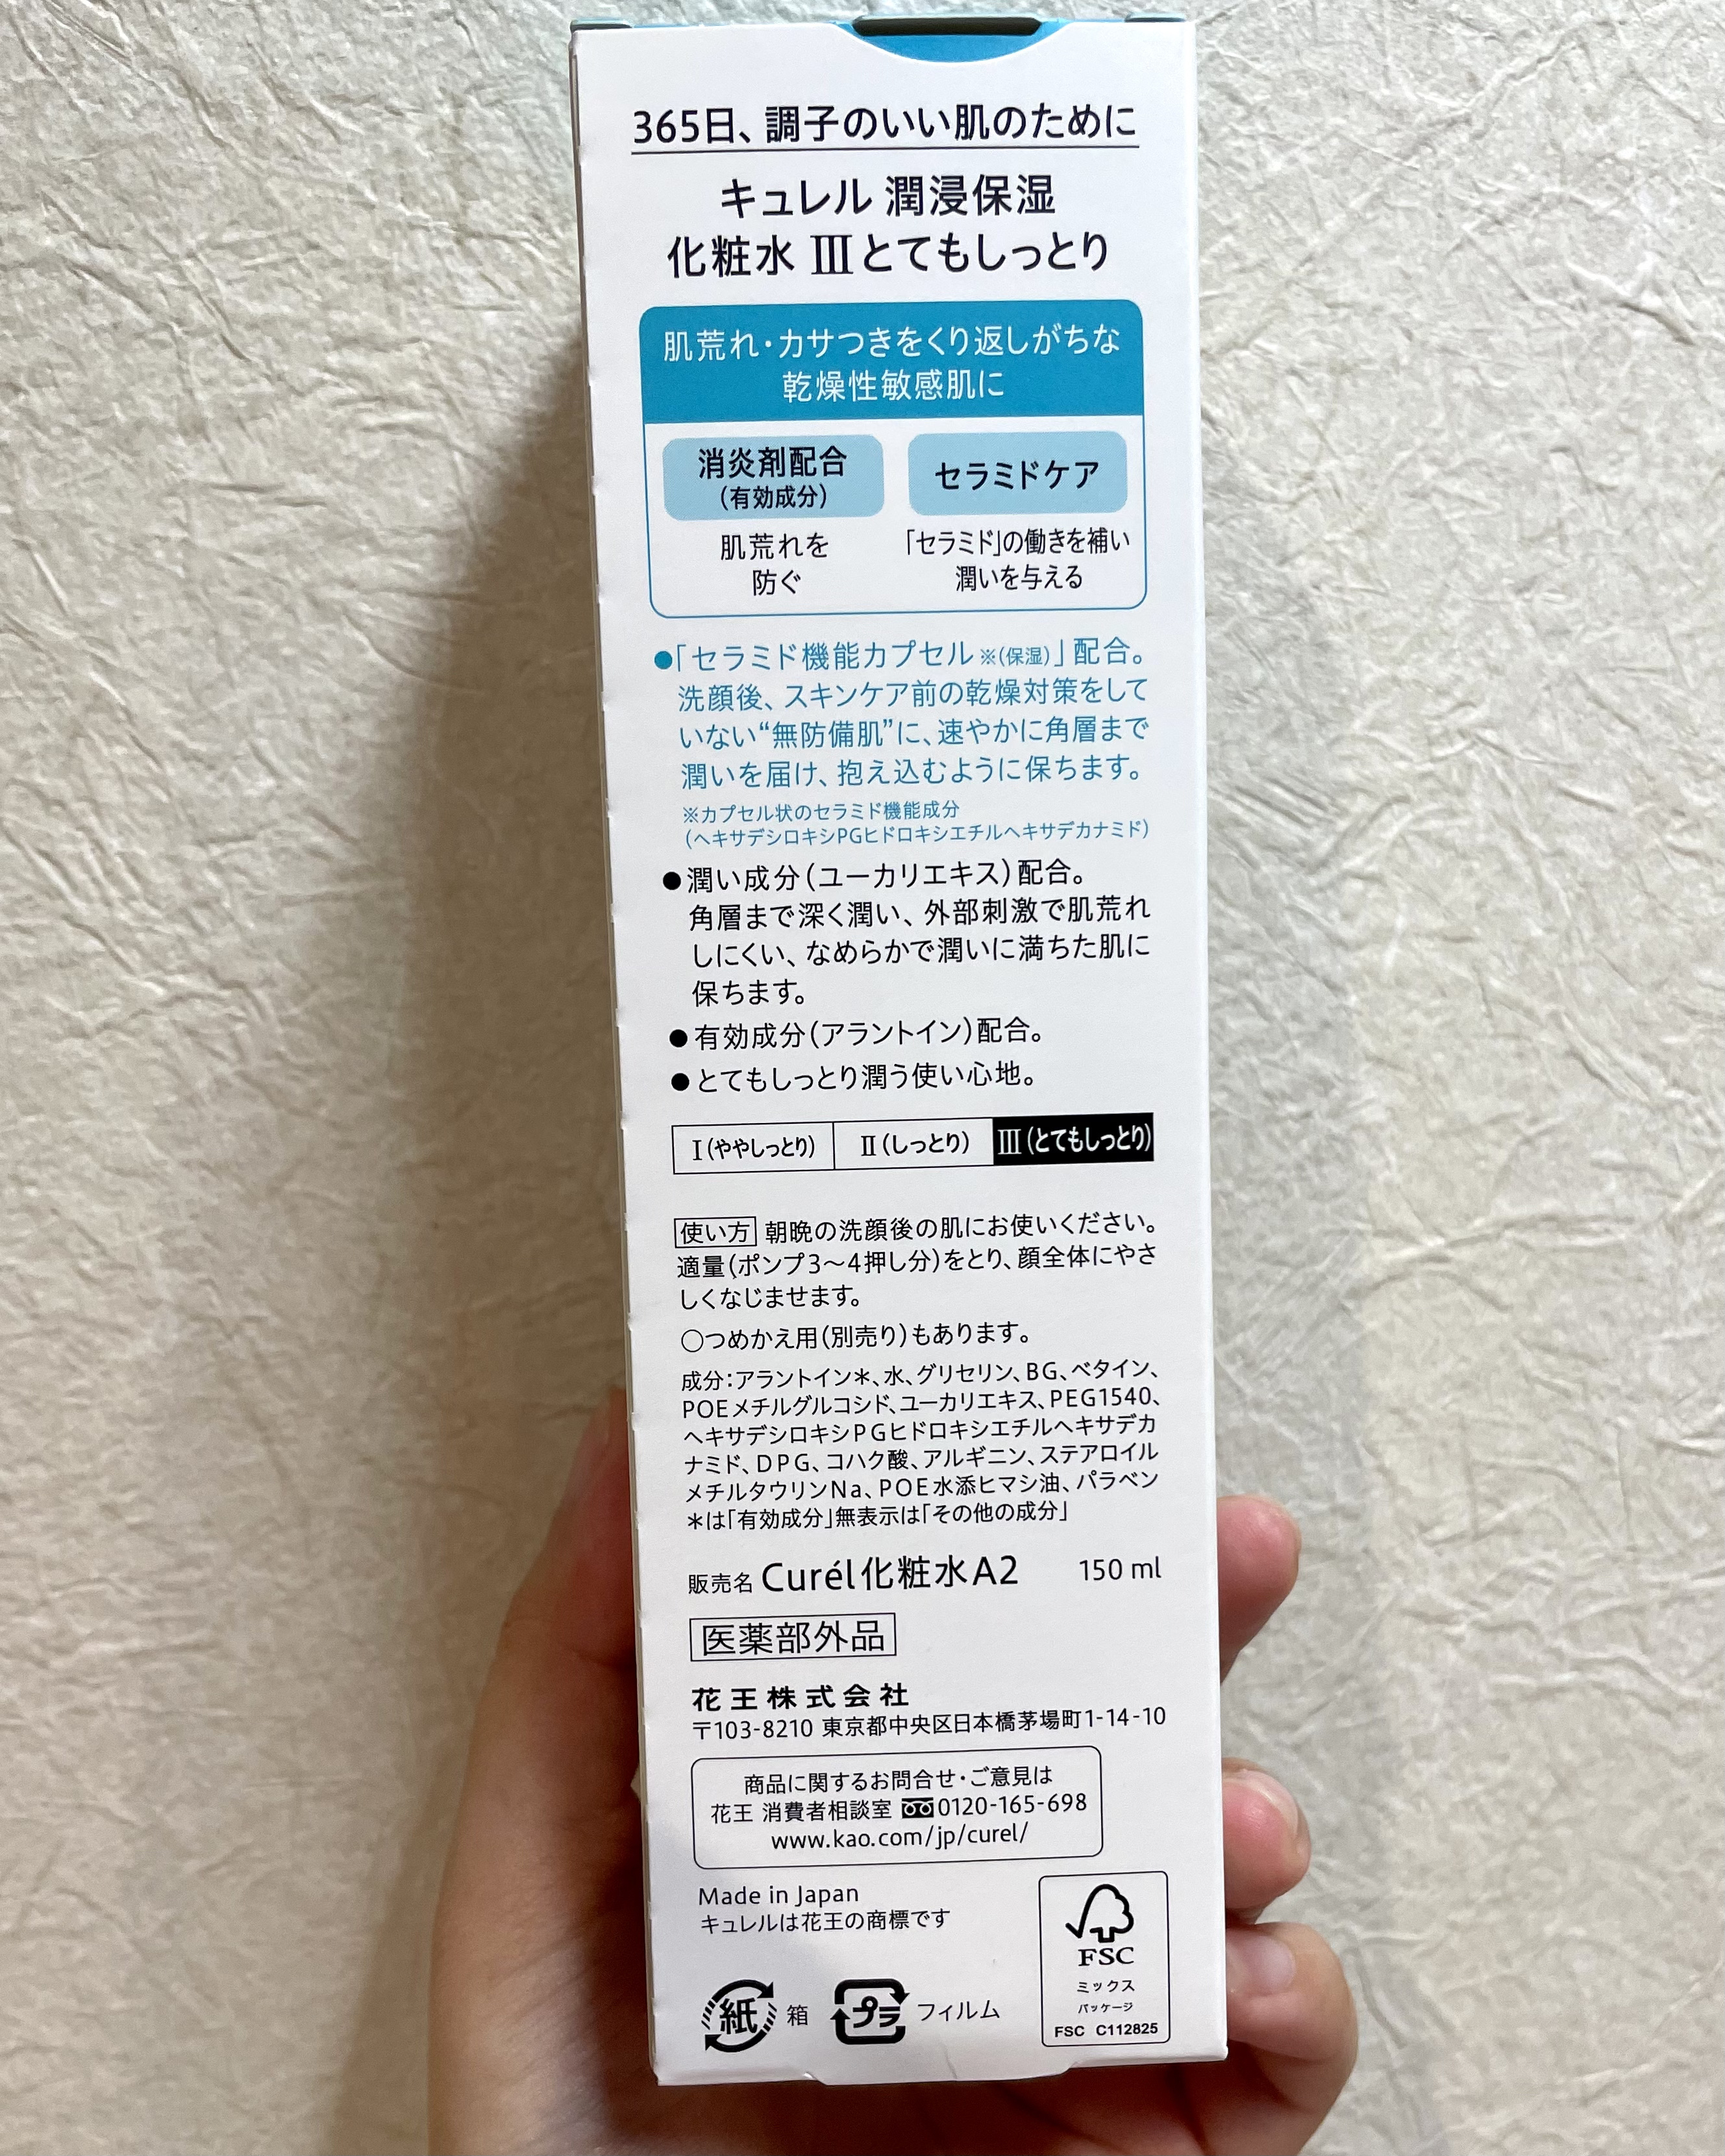 365日、調子のいい肌のために
キュレル 潤浸保湿
化粧水 Ⅲとてもしっとり
肌荒れ・カサつきをくり返しがちな
乾燥性敏感肌に
消炎剤配合
(有効成分)
セラミドケア
肌荒れを
防ぐ
「セラミド」の働きを補い
潤いを与える
●「セラミド機能カプセル※(保湿)」配合。
洗顔後、スキンケア前の乾燥対策をして
いない“無防備肌”に、速やかに角層まで
潤いを届け、抱え込むように保ちます。
※カプセル状のセラミド機能成分
(ヘキサデシロキシPGヒドロキシエチルヘキサデカナミド)
●潤い成分(ユーカリエキス)配合。
角層まで深く潤い、外部刺激で肌荒れ
しにくい、なめらかで潤いに満ちた肌に
保ちます。
●有効成分(アラントイン)配合。
●とてもしっとり潤う使い心地。
Ⅰ(ややしっとり) Ⅱ(しっとり) Ⅲ(とてもしっとり)
使い方 朝晩の洗顔後の肌にお使いください。
適量(ポンプ3〜4押し分)をとり、顔全体にやさ
しくなじませます。
○つめかえ用(別売り)もあります。
成分:アラントイン＊、水、グリセリン、BG、ベタイン、
POEメチルグルコシド、ユーカリエキス、PEG1540、
ヘキサデシロキシPGヒドロキシエチルヘキサデカ
ナミド、DPG、コハク酸、アルギニン、ステアロイル
メチルタウリンNa、POE水添ヒマシ油、パラベン
＊は「有効成分」無表示は「その他の成分」
販売名 Curél化粧水A2 150 ml
医薬部外品
花王株式会社
〒103-8210 東京都中央区日本橋茅場町1-14-10
商品に関するお問合せ・ご意見は
花王 消費者相談室 0120-165-698
www.kao.com/jp/curel/
Made in Japan
キュレルは花王の商標です
紙 箱 プラ フィルム
FSC
ミックス
パッケージ
FSC C112825